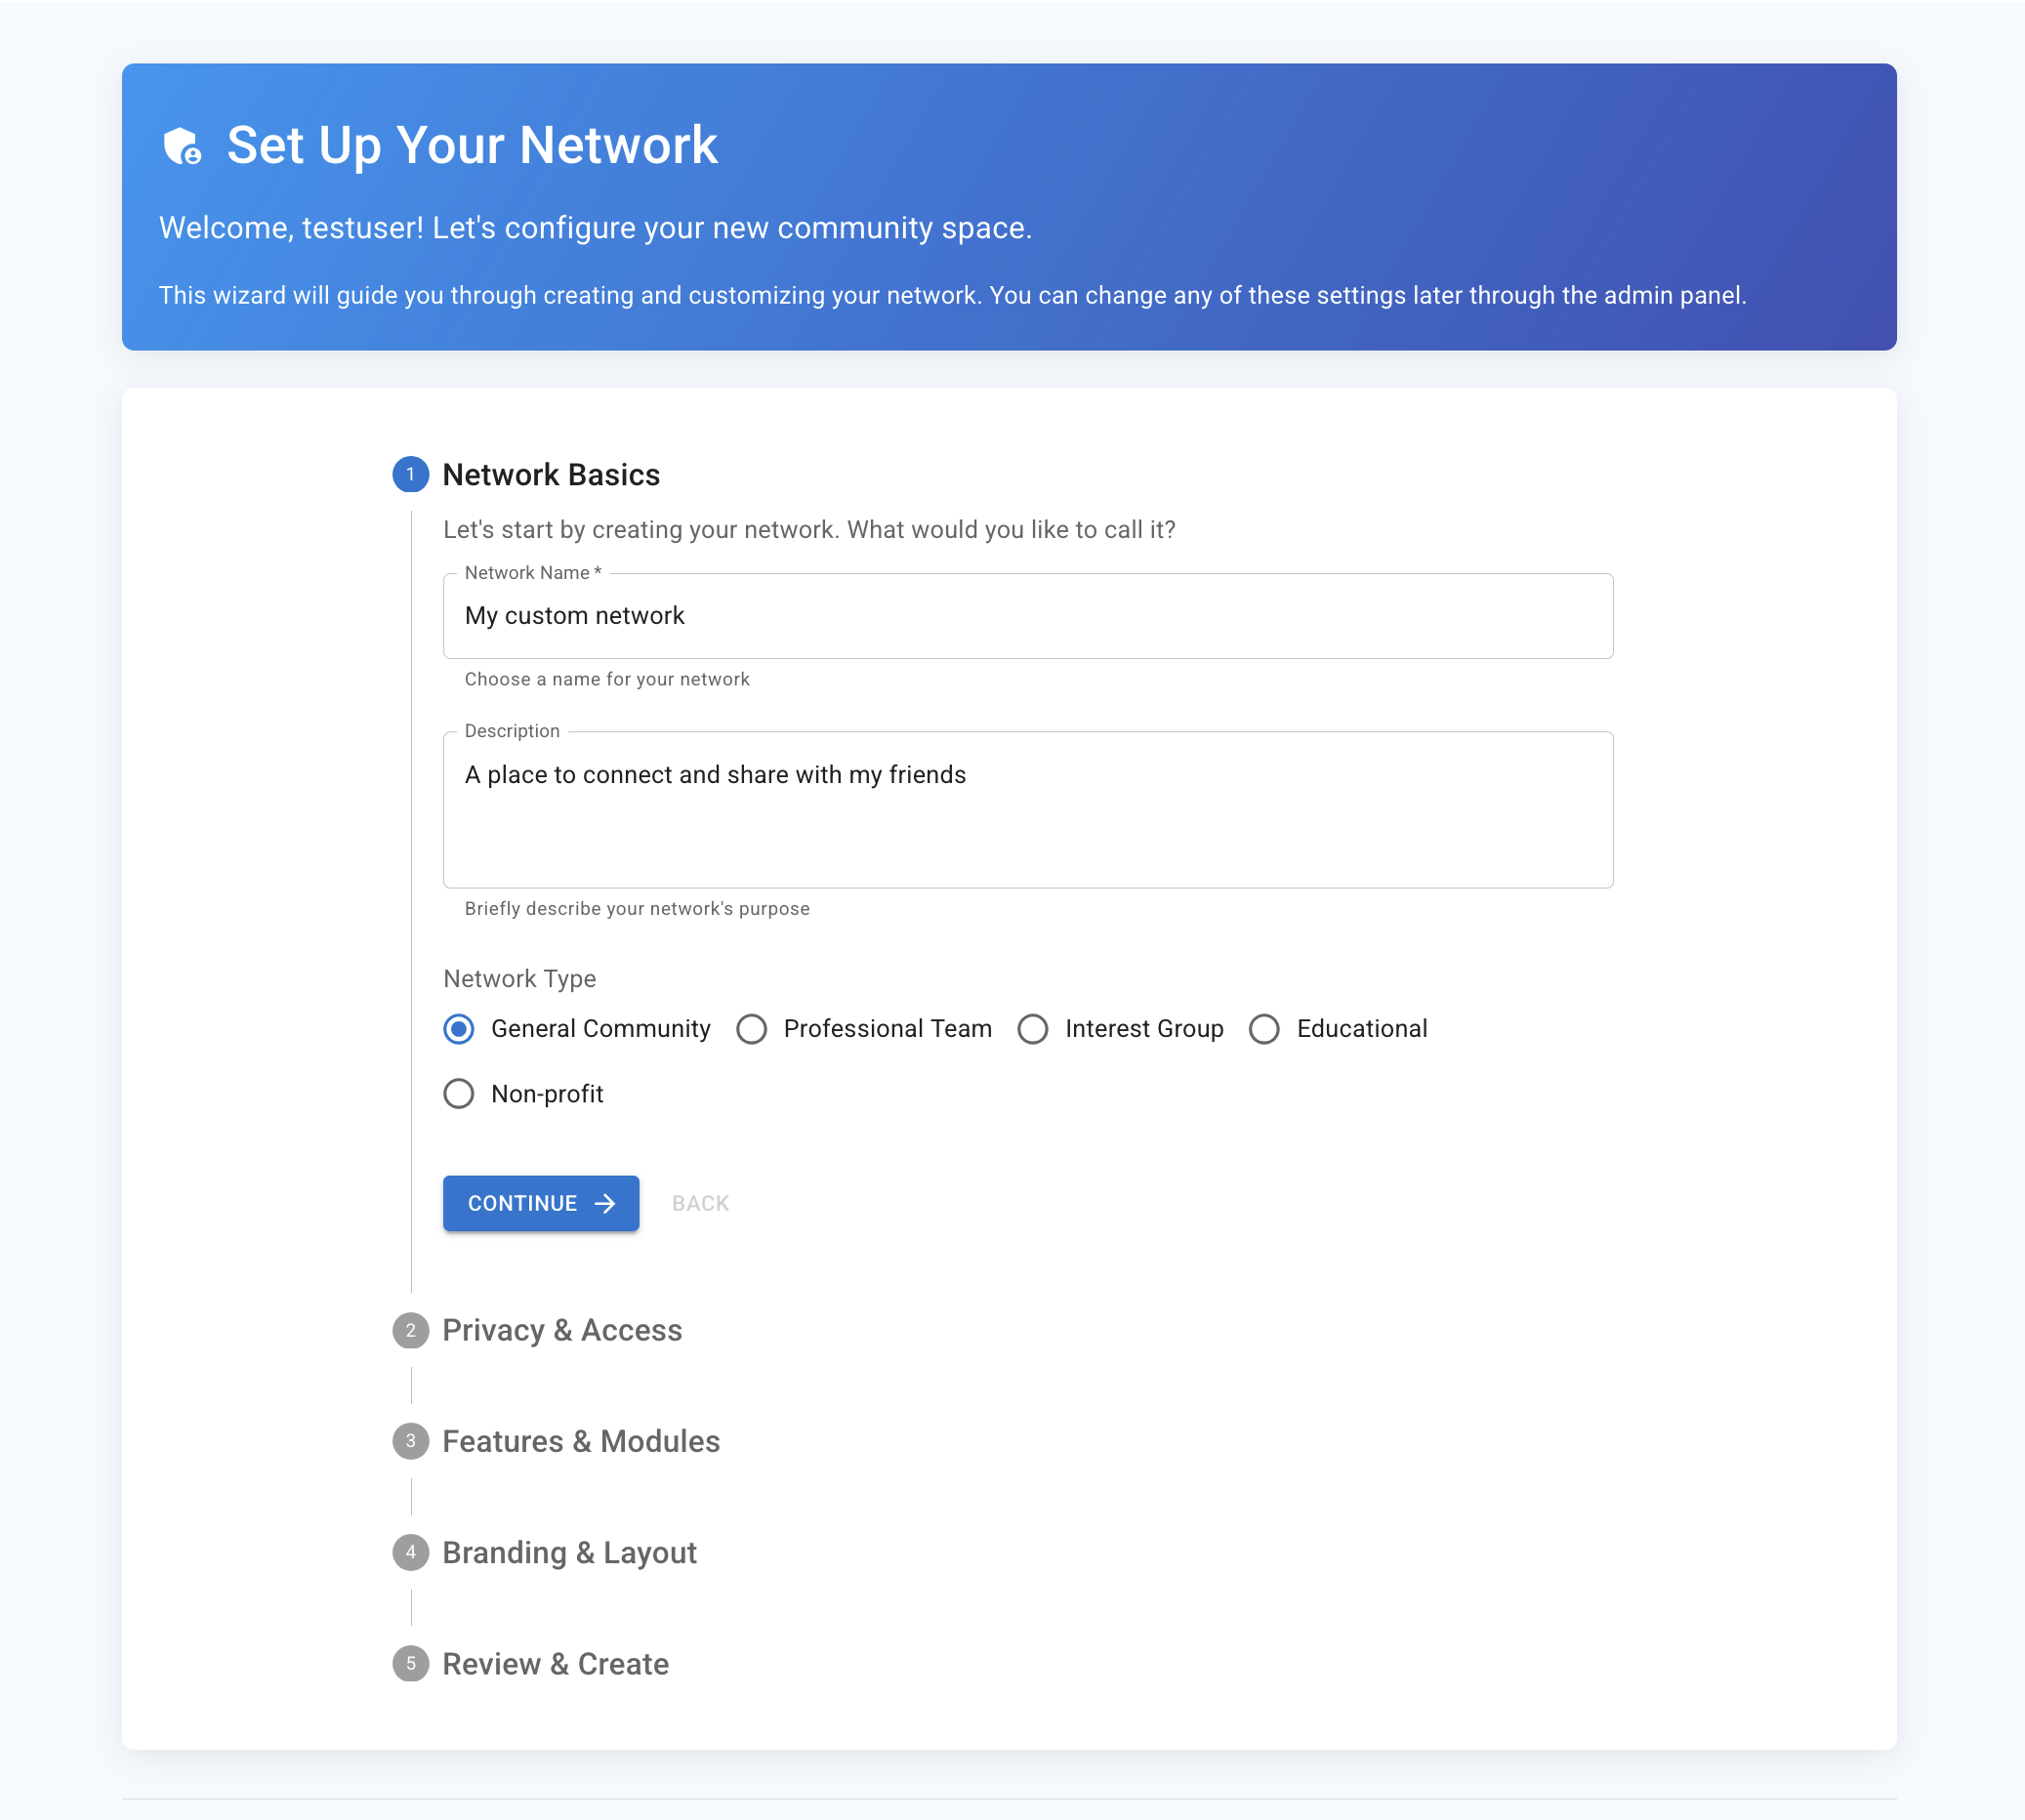 Set Up Your Network
Welcome, testuser! Let's configure your new community space.
This wizard will guide you through creating and customizing your network. You can change any of these settings later through the admin panel.
1 Network Basics
Let's start by creating your network. What would you like to call it?
Network Name *
My custom network
Choose a name for your network
Description
A place to connect and share with my friends
Briefly describe your network's purpose
Network Type
General Community Professional Team Interest Group Educational
Non-profit
CONTINUE BACK
2 Privacy & Access
3 Features & Modules
4 Branding & Layout
5 Review & Create